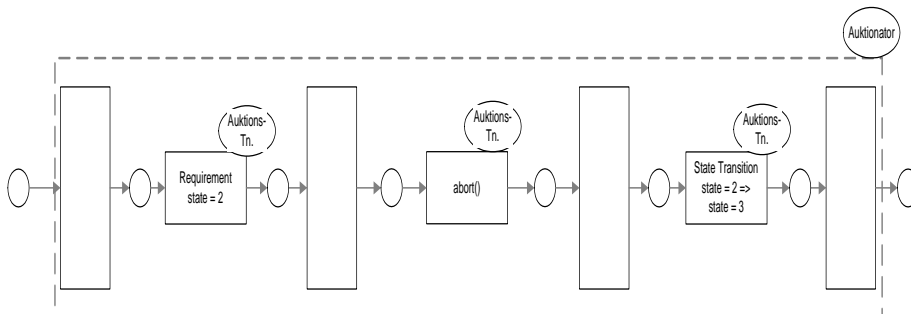 Auktionator
Auktions-
Tn.
Requirement
state = 2
Auktions-
Tn.
abort()
Auktions-
Tn.
State Transition
state = 2 =>
state = 3